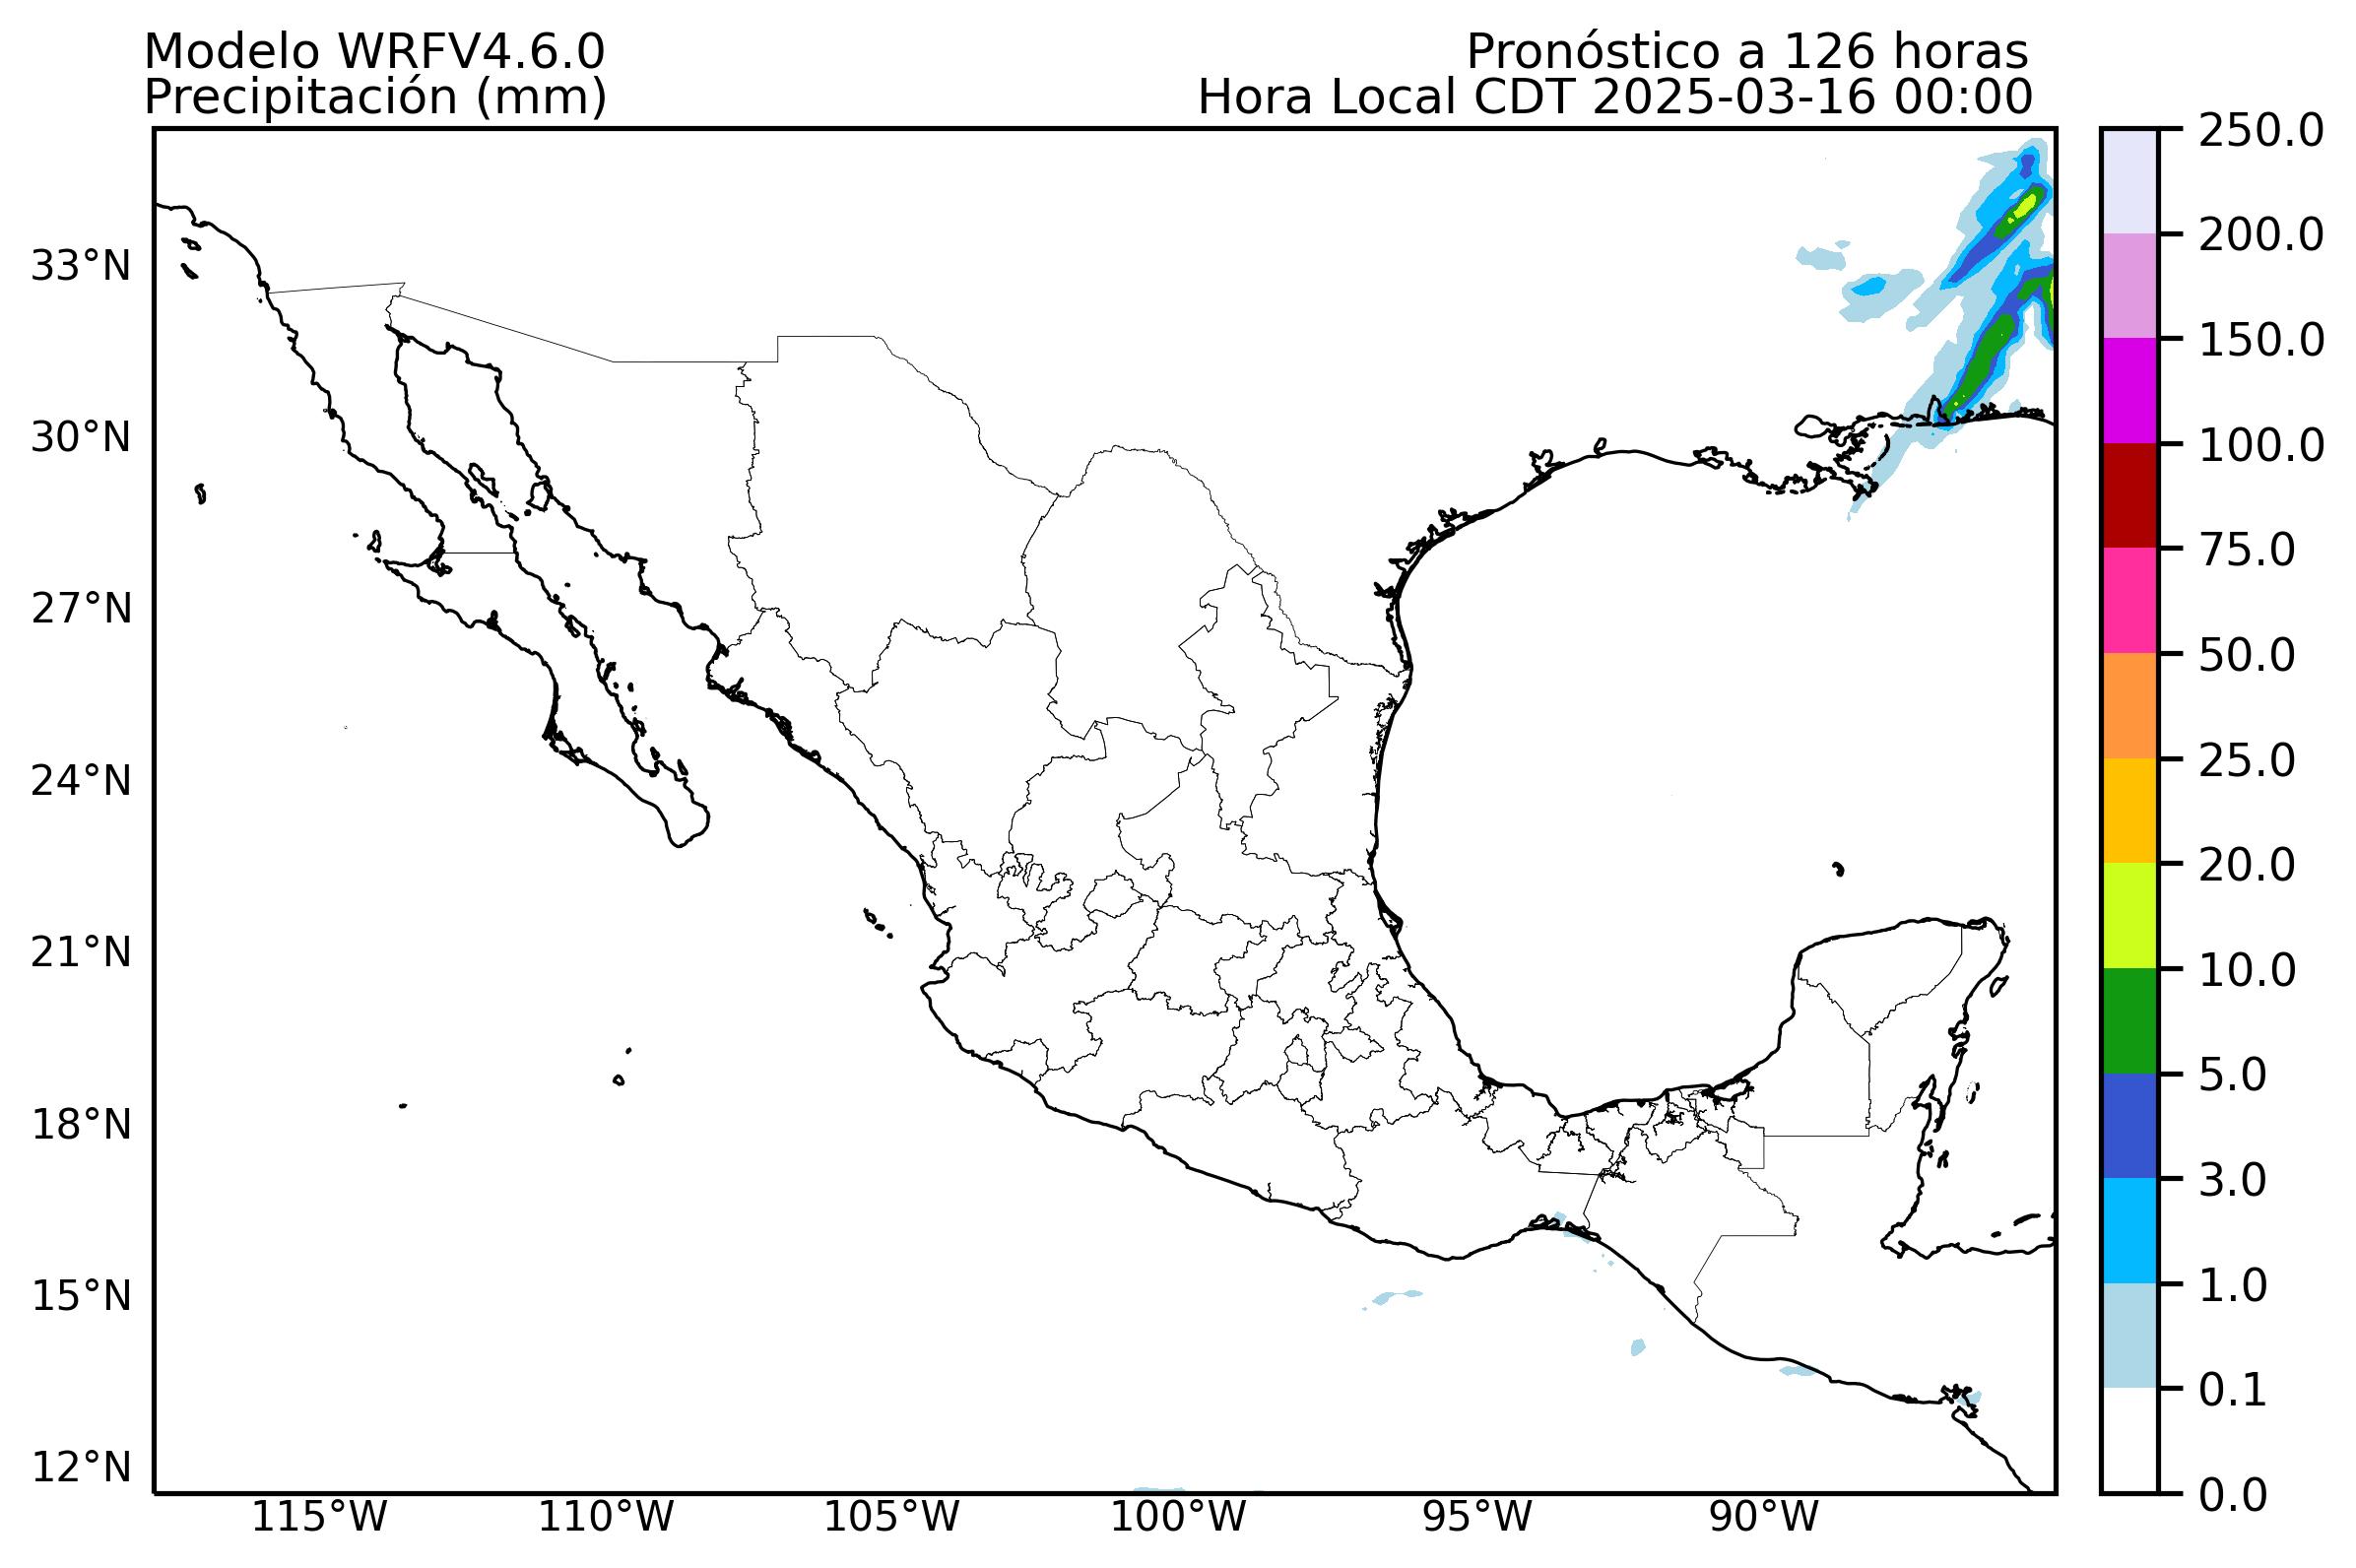 Modelo WRFV4.6.0
Precipitación (mm)
Pronóstico a 126 horas
Hora Local CDT 2025-03-16 00:00
33°N
30°N
27°N
24°N
21°N
18°N
15°N
12°N
115°W
110°W
105°W
100°W
95°W
90°W
250.0
200.0
150.0
100.0
75.0
50.0
25.0
20.0
10.0
5.0
3.0
1.0
0.1
0.0